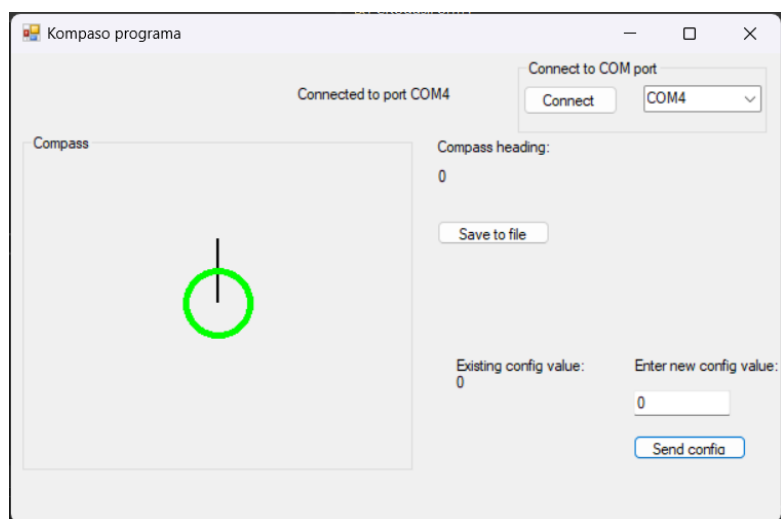 Kompaso programa
Connect to COM port
Connected to port COM4
Connect
COM4
Compass
Compass heading:
0
Save to file
Existing config value:
0
Enter new config value:
0
Send config